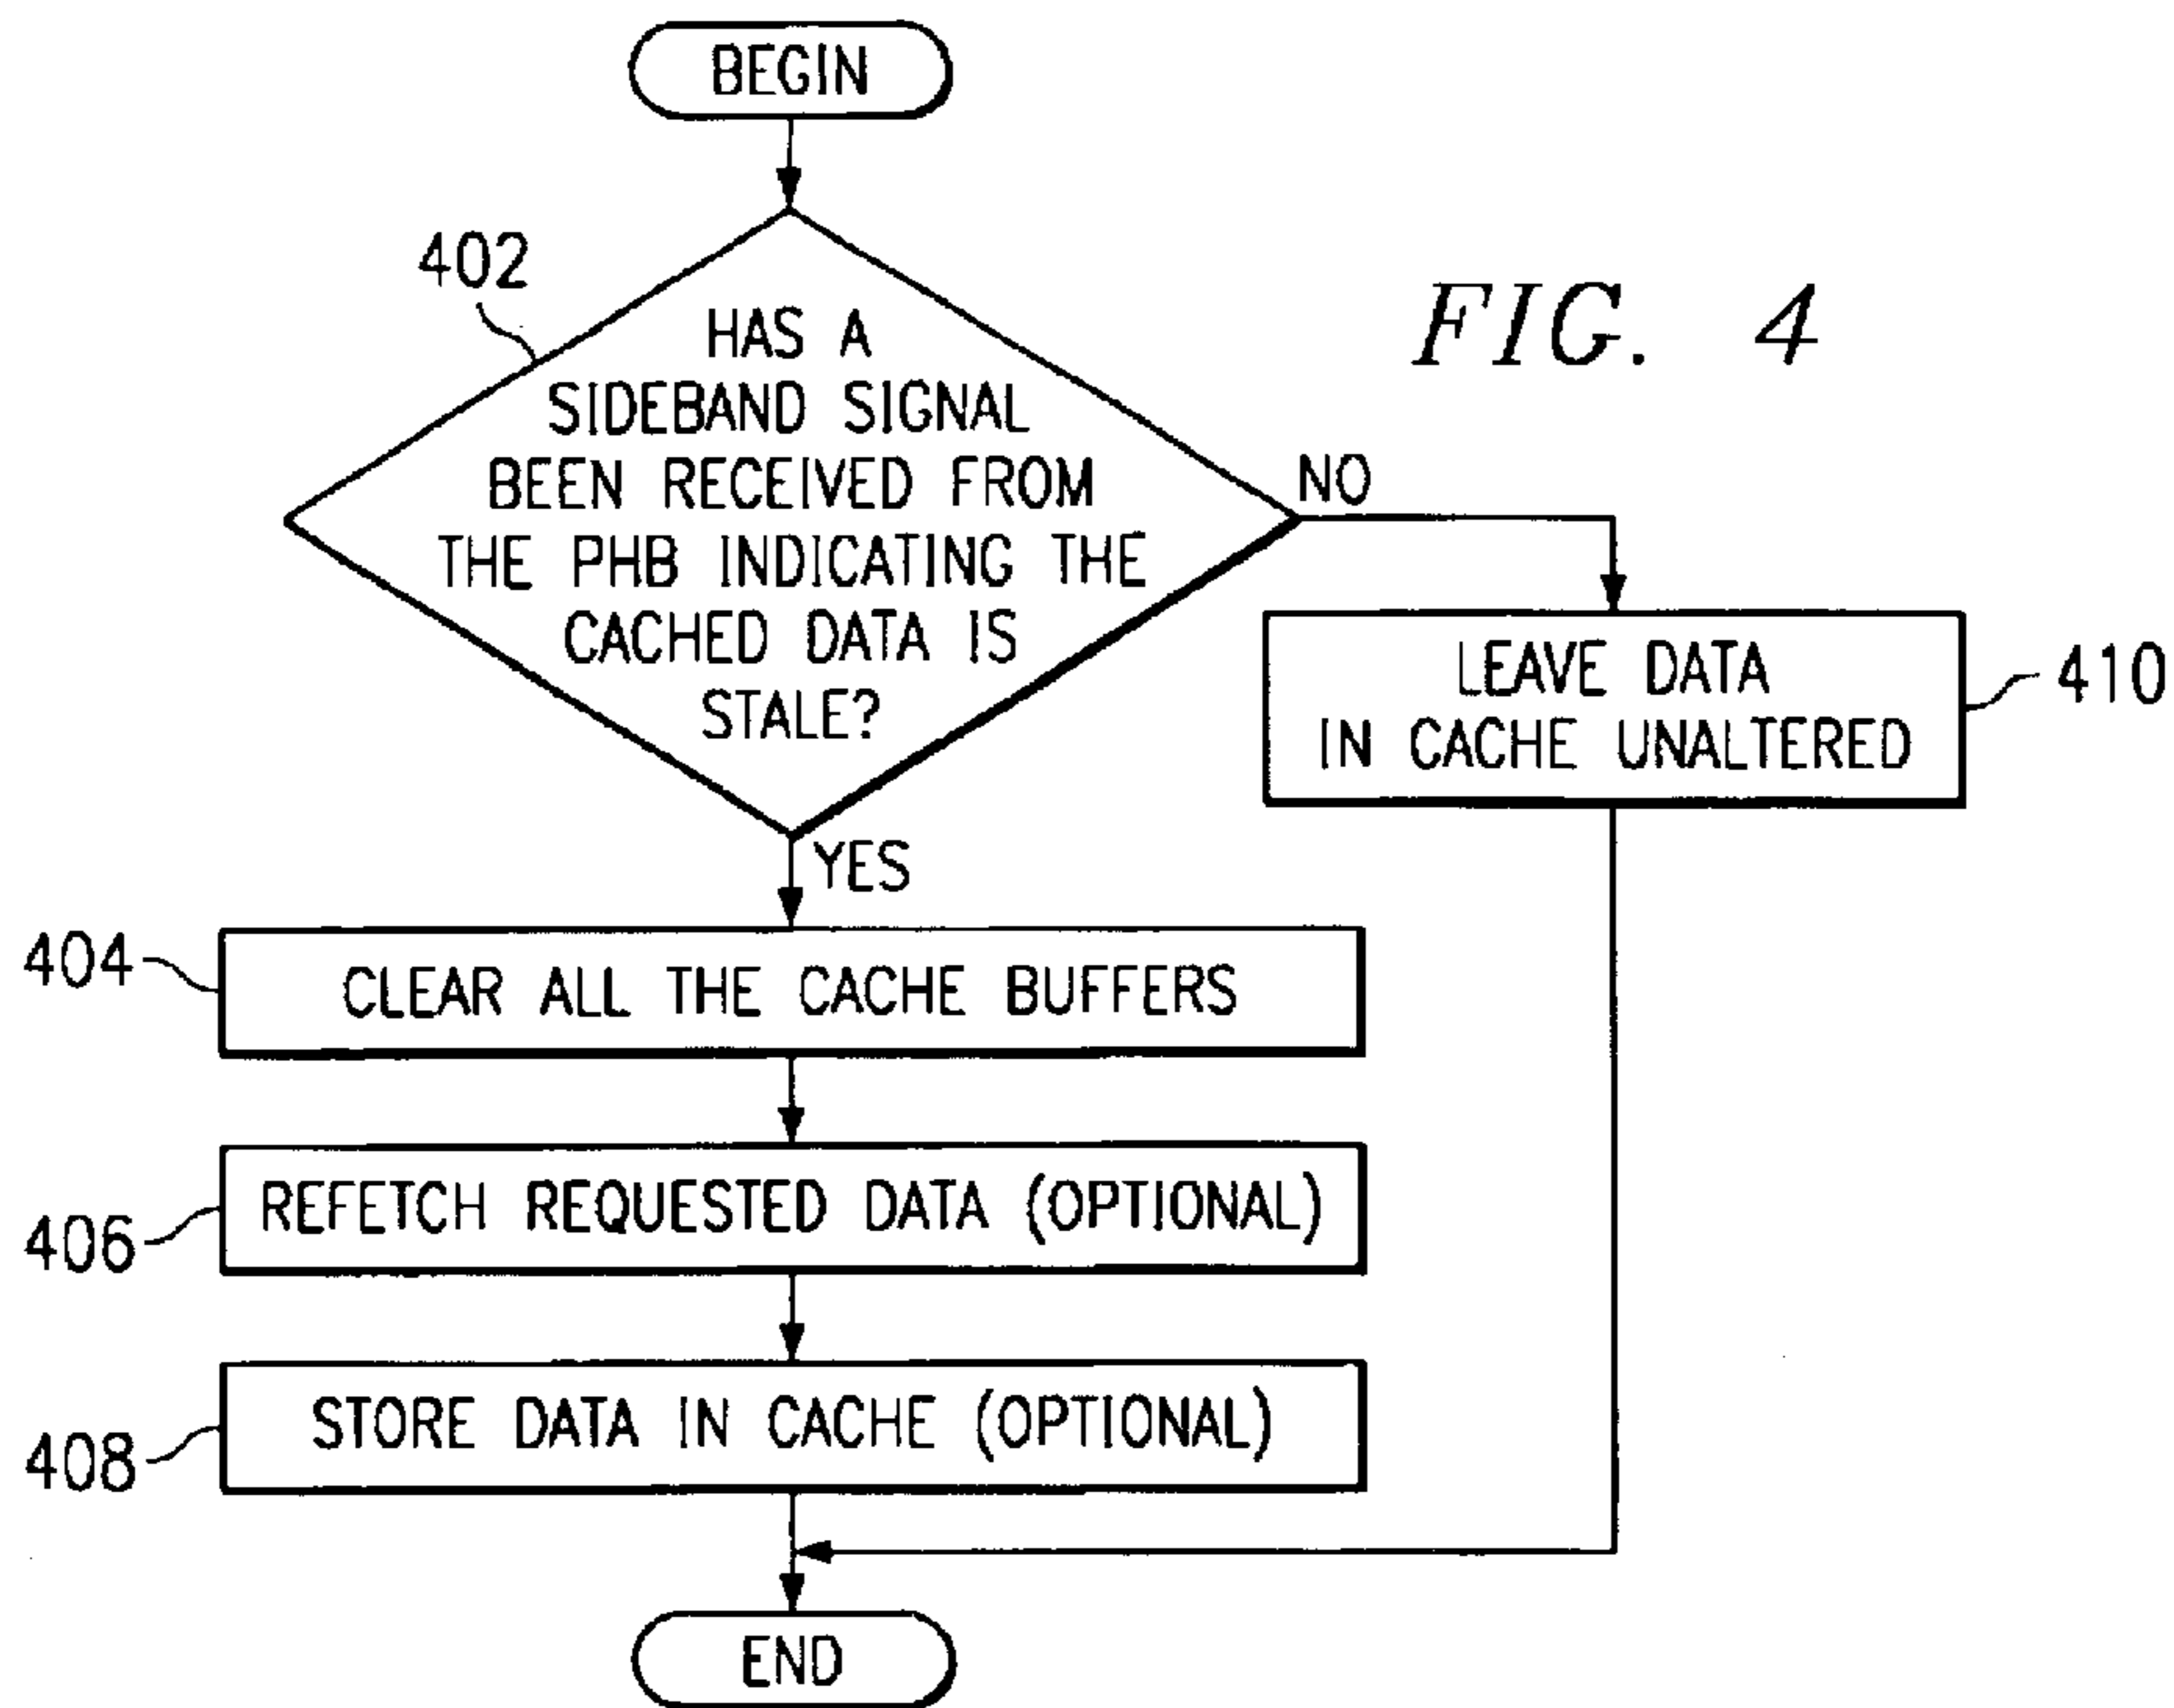 BEGIN
402
FIG. 4
HAS A
SIDEBAND SIGNAL
BEEN RECEIVED FROM
THE PHB INDICATING THE
CACHED DATA IS
STALE?
NO
LEAVE DATA
IN CACHE UNALTERED
410
YES
404
CLEAR ALL THE CACHE BUFFERS
REFETCH REQUESTED DATA (OPTIONAL)
406
STORE DATA IN CACHE (OPTIONAL)
408
END